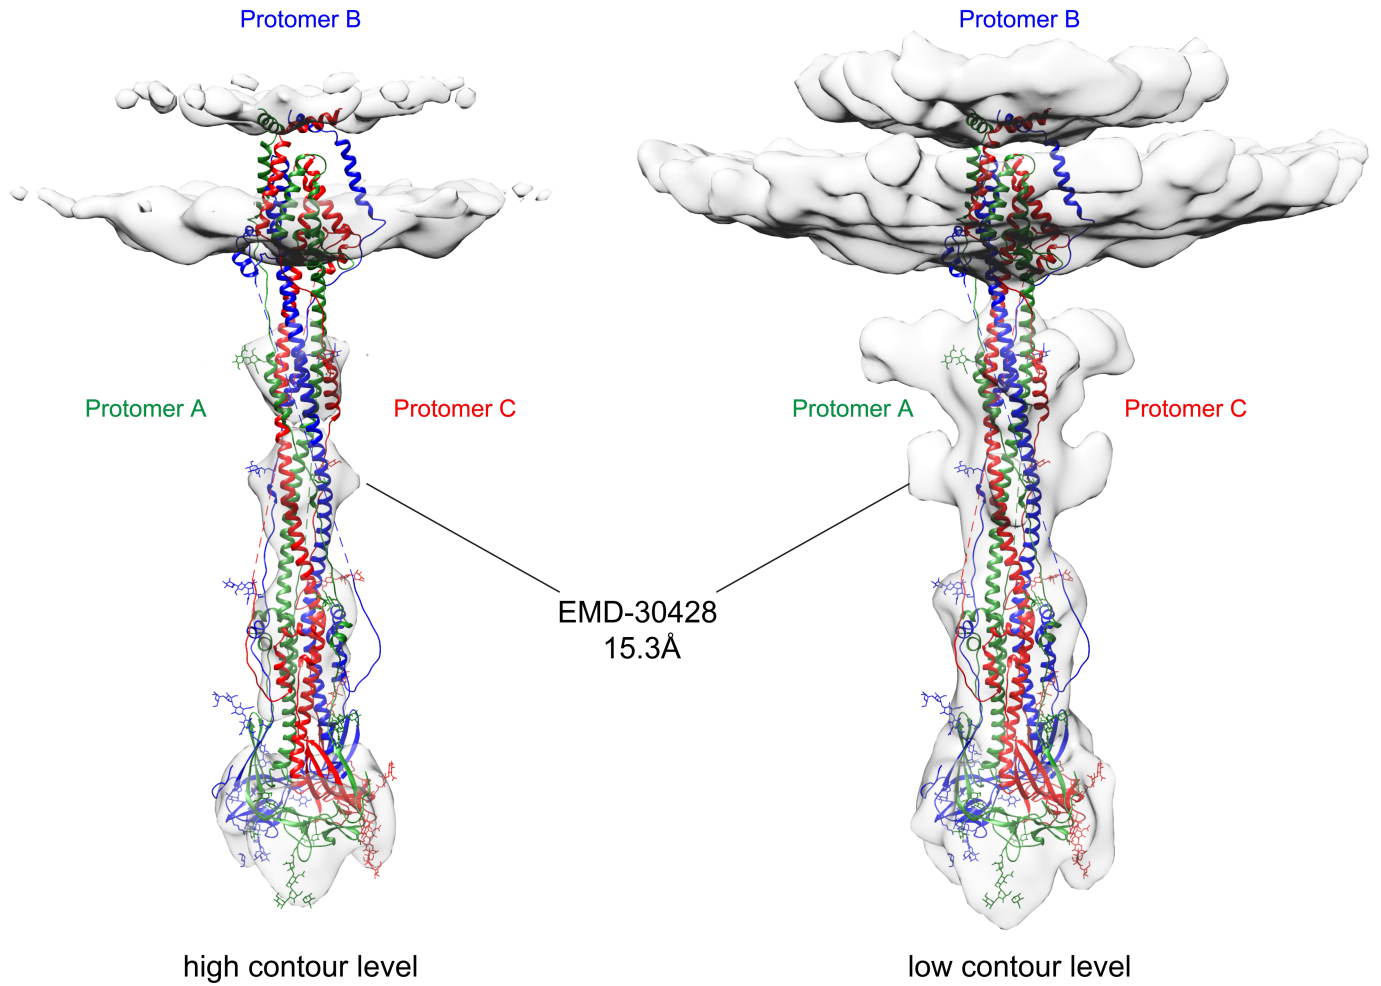 Protomer B
Protomer B
Protomer A
Protomer C
Protomer A
Protomer C
EMD-30428
15.3Å
high contour level
low contour level